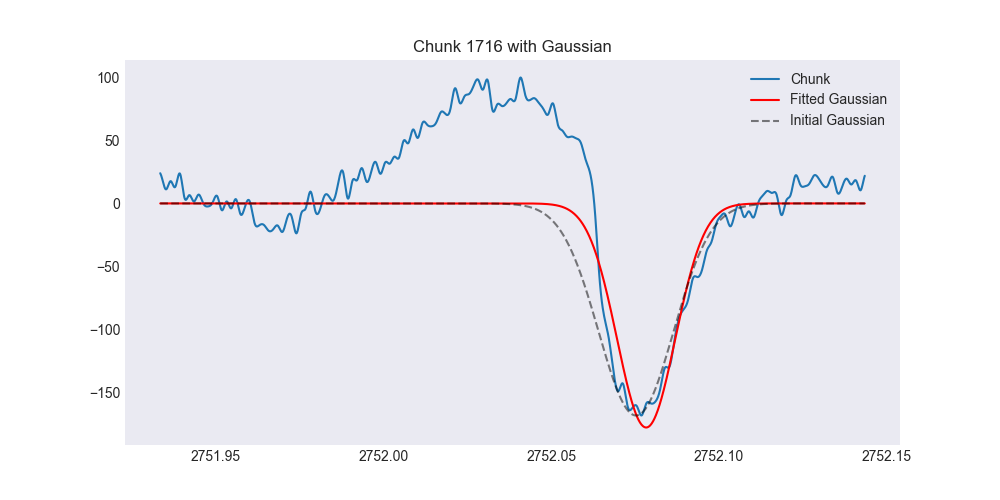 Chunk 1716 with Gaussian
Chunk
Fitted Gaussian
Initial Gaussian
100
50
0
−50
−100
−150
2751.95 2752.00 2752.05 2752.10 2752.15